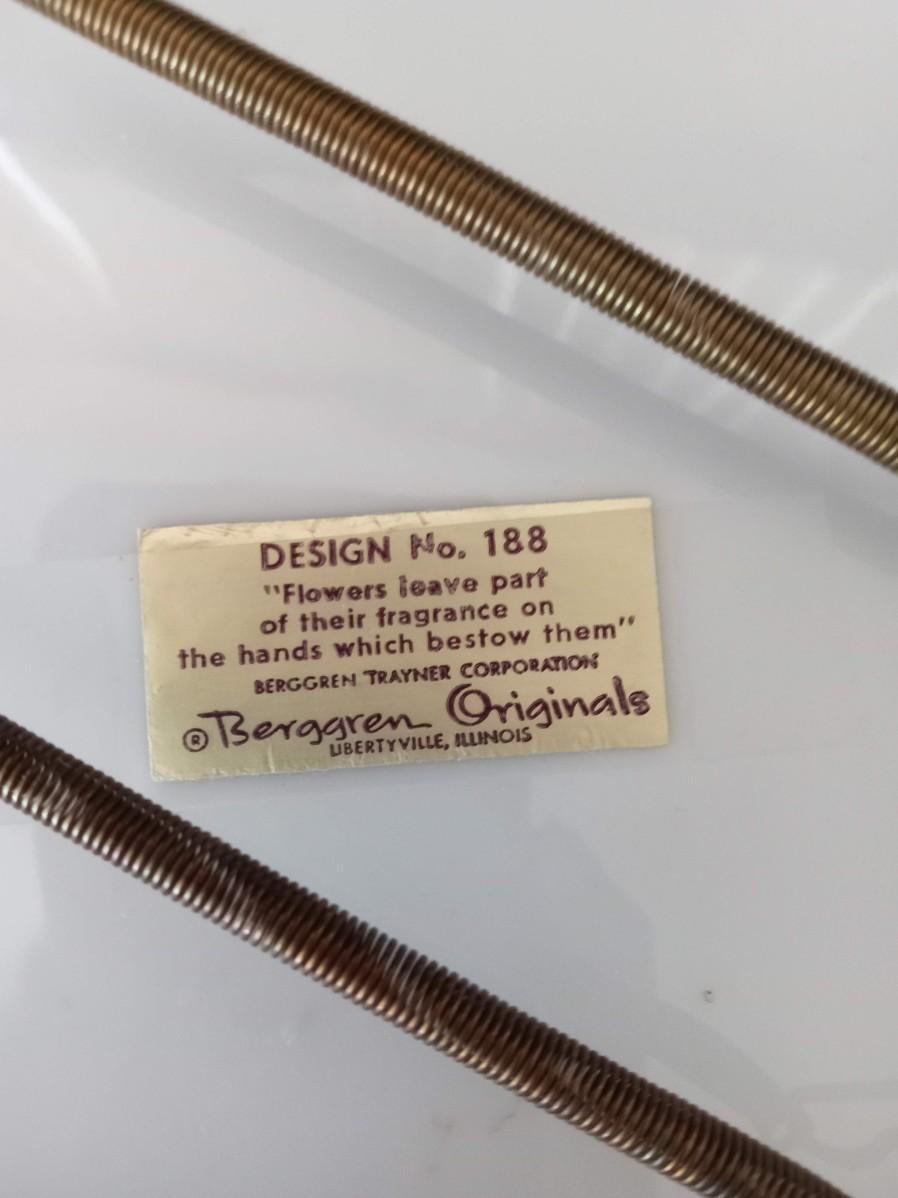 DESIGN No. 188
"Flowers leave part
of their fragrance on
the hands which bestow them"
BERGGREN TRAYNER CORPORATION
® Berggren Originals
LIBERTYVILLE, ILLINOIS